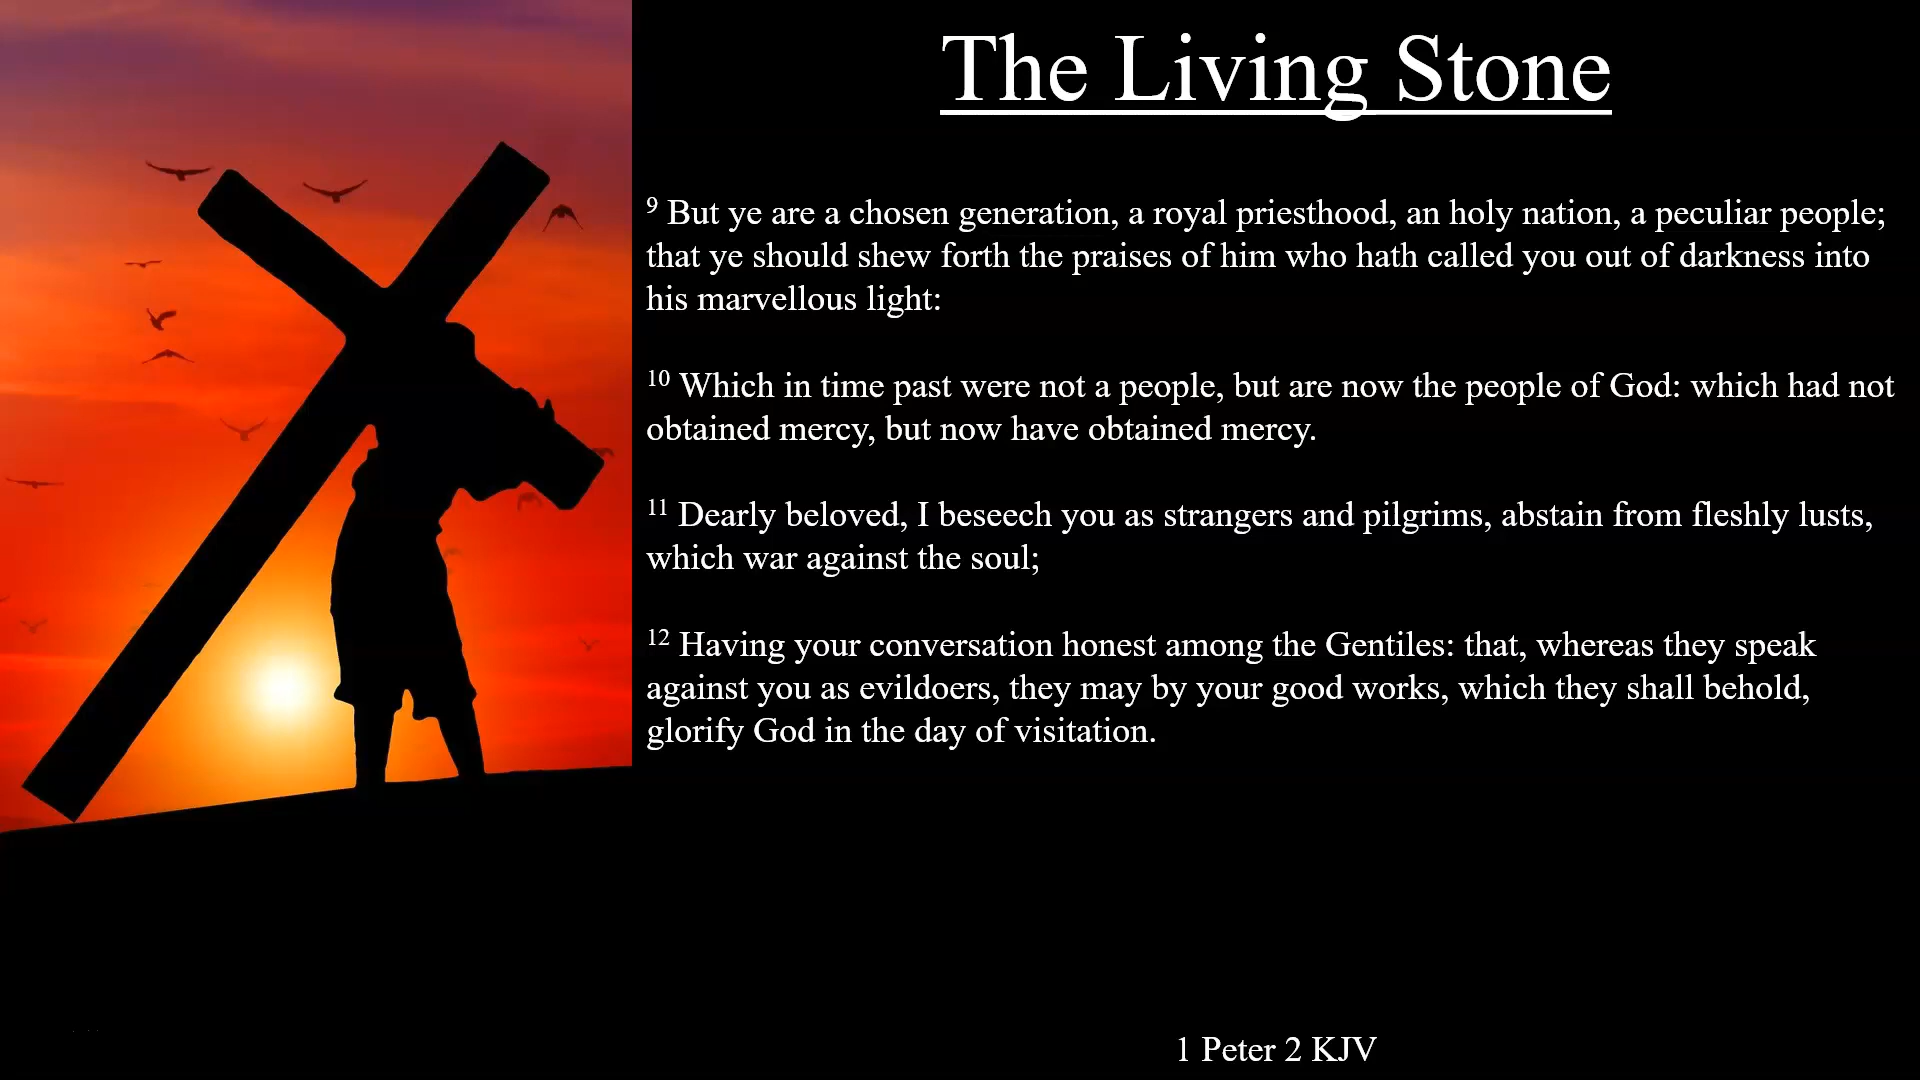 The Living Stone
9 But ye are a chosen generation, a royal priesthood, an holy nation, a peculiar people;
that ye should shew forth the praises of him who hath called you out of darkness into
his marvellous light:
10 Which in time past were not a people, but are now the people of God: which had not
obtained mercy, but now have obtained mercy.
11 Dearly beloved, I beseech you as strangers and pilgrims, abstain from fleshly lusts,
which war against the soul;
12 Having your conversation honest among the Gentiles: that, whereas they speak
against you as evildoers, they may by your good works, which they shall behold,
glorify God in the day of visitation.
1 Peter 2 KJV